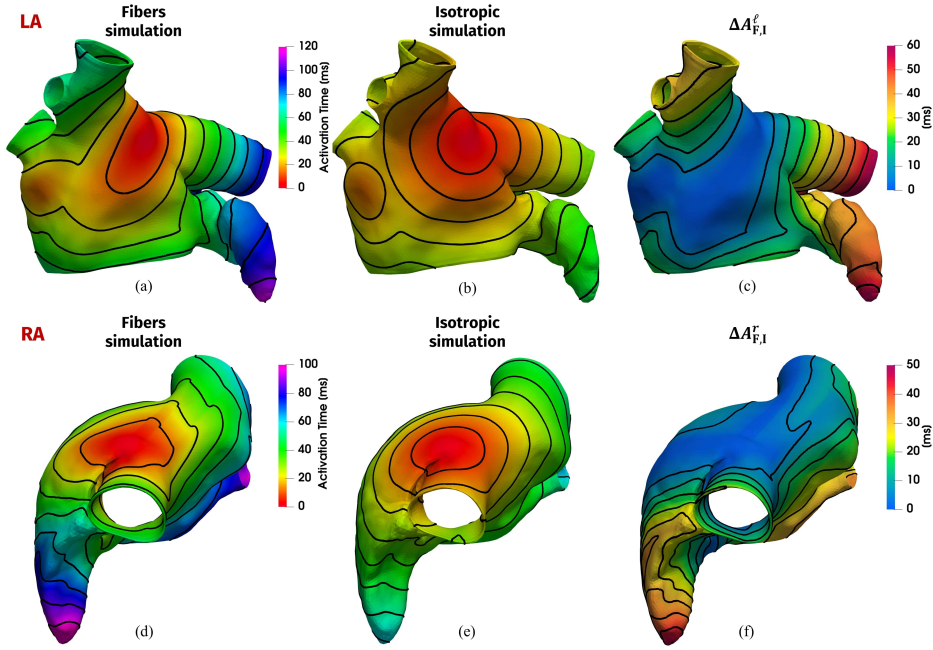 LA
Fibers
simulation
Isotropic
simulation
ΔA^ℓ_{F,I}
120
100
80
60
40
20
0
Activation Time (ms)
60
50
40
30
20
10
0
(ms)
(a)
(b)
(c)
RA
Fibers
simulation
Isotropic
simulation
ΔA^r_{F,I}
100
80
60
40
20
0
Activation Time (ms)
50
40
30
20
10
0
(ms)
(d)
(e)
(f)